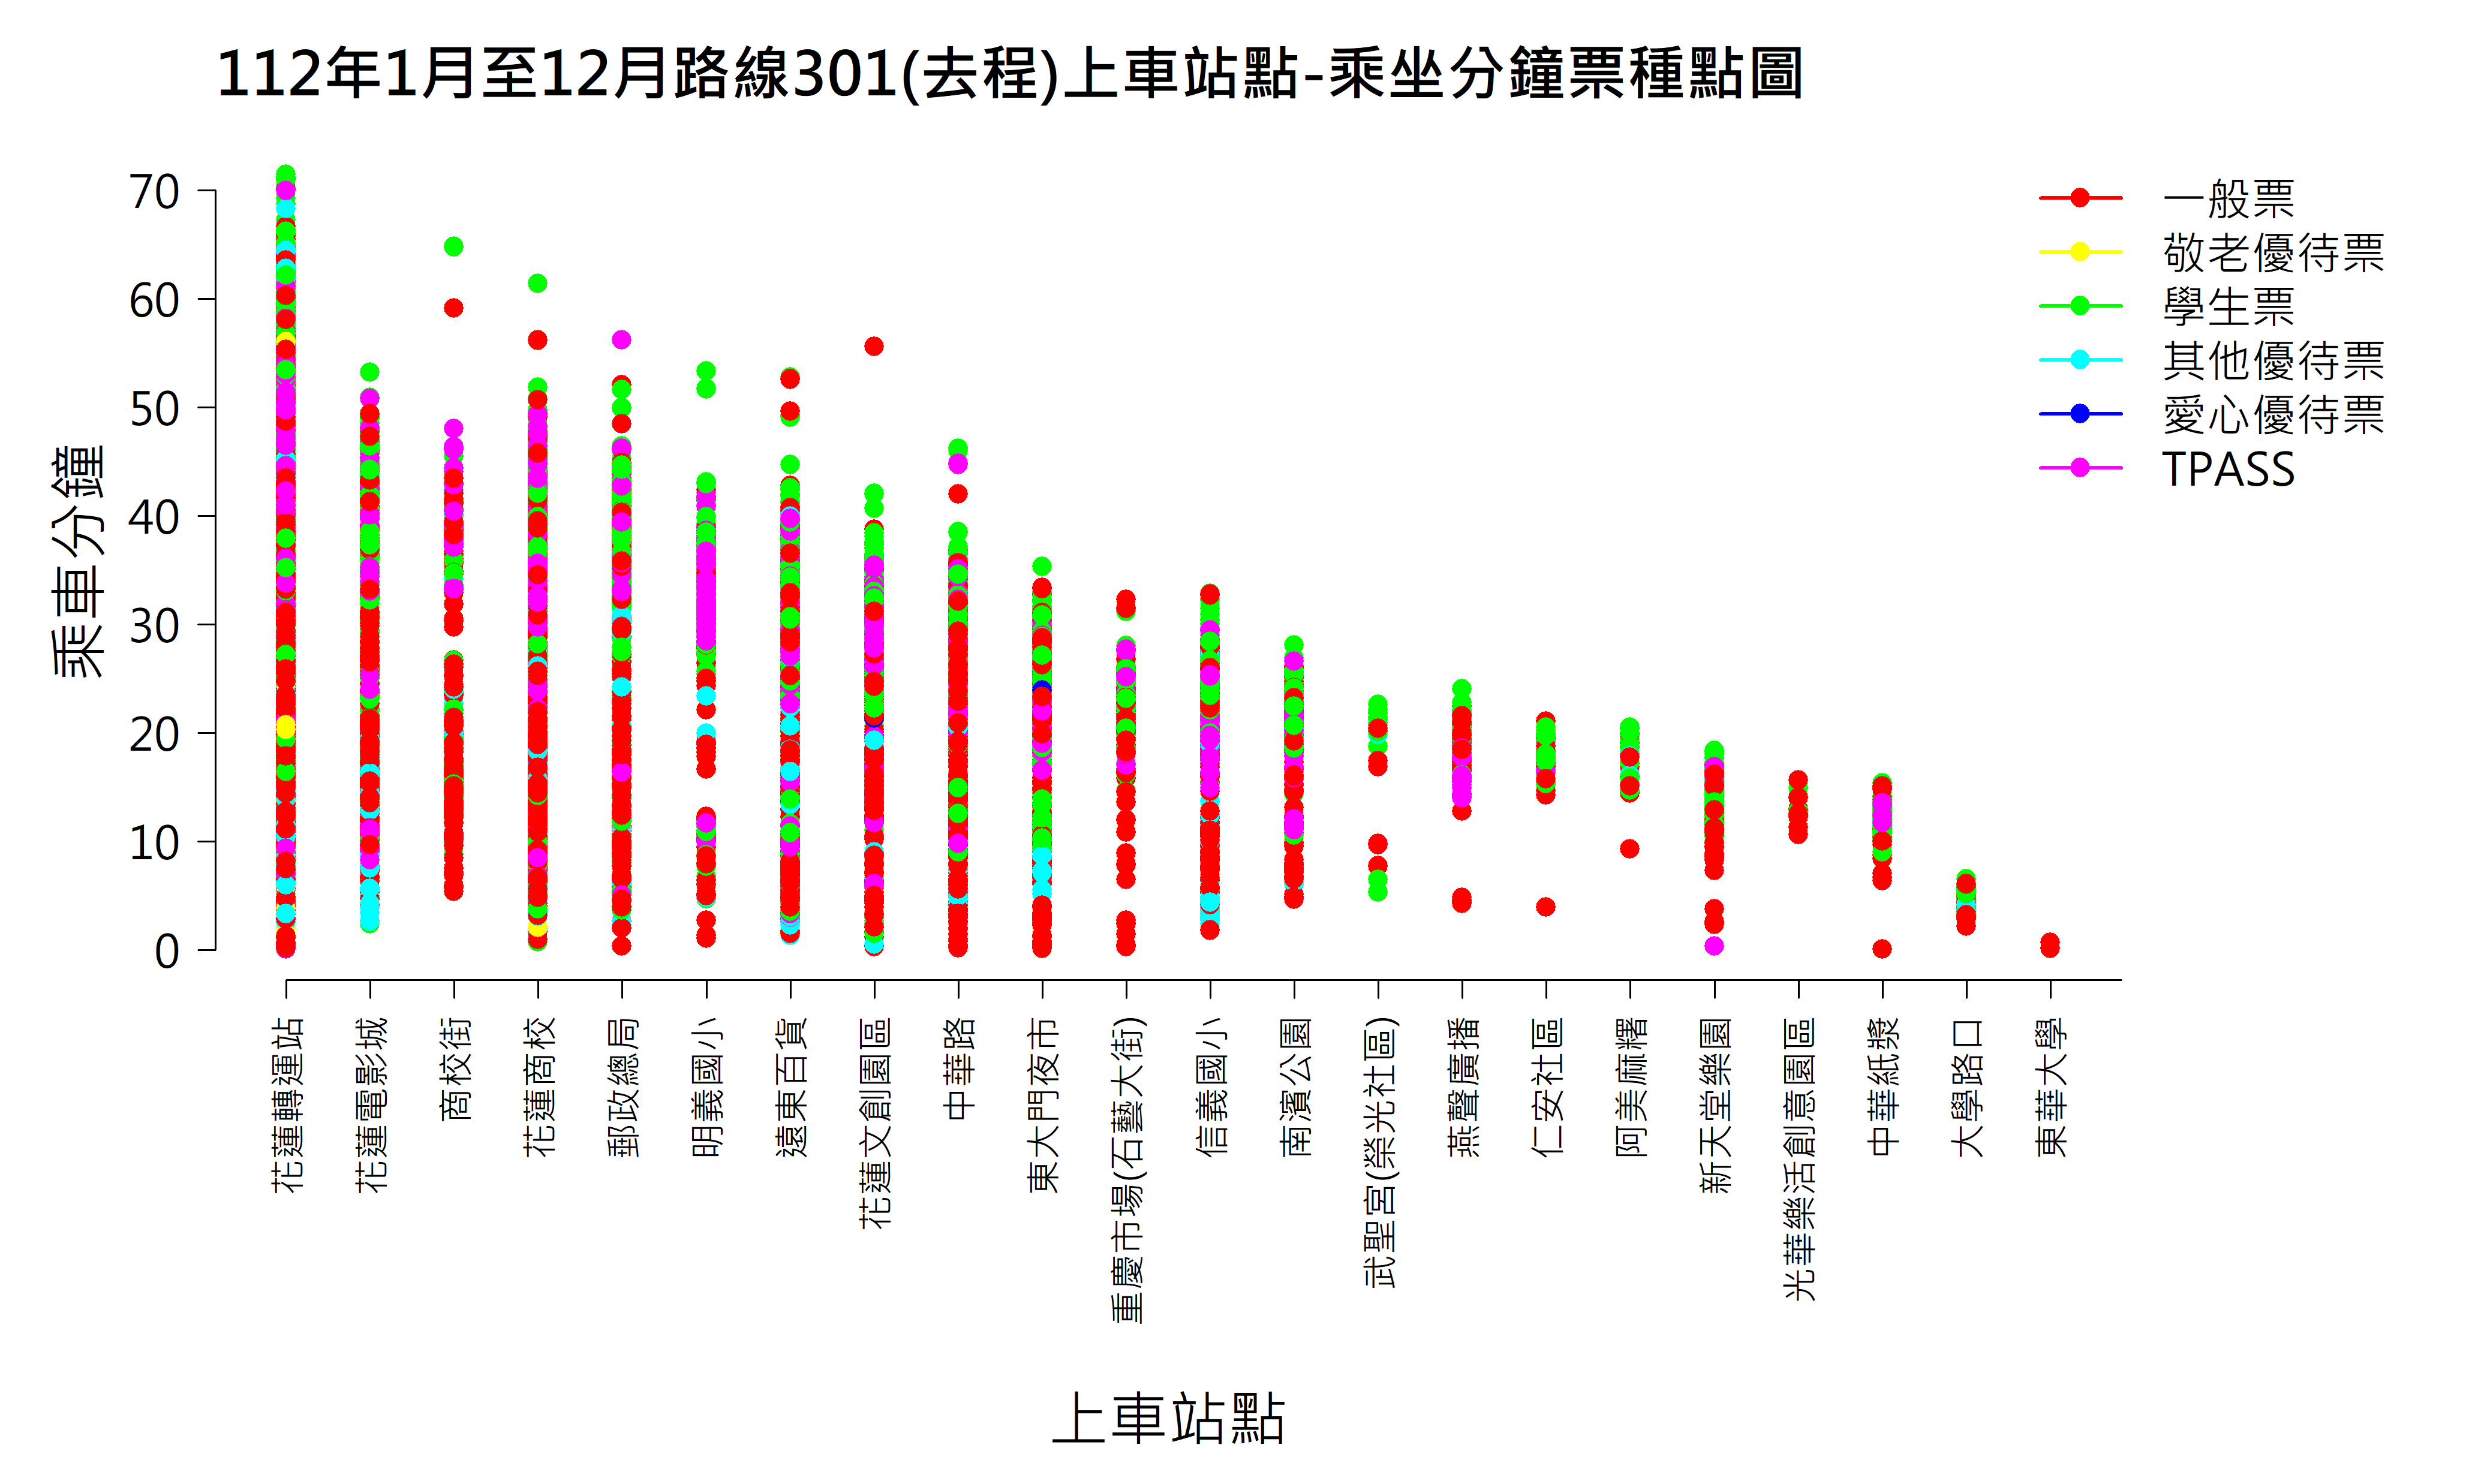 112年1月至12月路線301(去程)上車站點-乘坐分鐘票種點圖
一般票
敬老優待票
學生票
其他優待票
愛心優待票
TPASS
乘車分鐘
70
60
50
40
30
20
10
0
花蓮轉運站
花蓮電影城
商校街
花蓮商校
郵政總局
明義國小
遠東百貨
花蓮文創園區
中華路
東大門夜市
重慶市場(石藝大街)
信義國小
南濱公園
武聖宮(榮光社區)
燕聲廣播
仁安社區
阿美麻糬
新天堂樂園
光華樂活創意園區
中華紙漿
大學路口
東華大學
上車站點